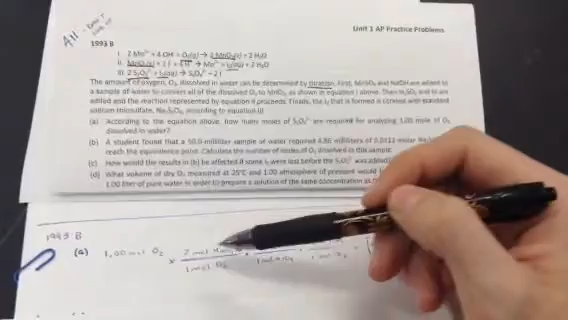 Unit 1 AP Practice Problems
All - DON'T
1993 B
I. 2 Mn²⁺ + 4 OH⁻ + O₂(g) → 2 MnO₂(s) + 2 H₂O
II. MnO₂(s) + 2 I⁻ + 4 H⁺ → Mn²⁺ + I₂(aq) + 2 H₂O
III. 2 S₂O₃²⁻ + I₂(aq) → S₄O₆²⁻ + 2 I⁻
The amount of oxygen, O₂, dissolved in water can be determined by titration. First, MnSO₄ and NaOH are added to
a sample of water to convert all of the dissolved O₂ to MnO₂, as shown in equation I above. Then H₂SO₄ and KI are
added and the reaction represented by equation II proceeds. Finally, the I₂ that is formed is titrated with standard
sodium thiosulfate, Na₂S₂O₃, according to equation III.
(a) According to the equation above, how many moles of S₂O₃²⁻ are required for analyzing 1.00 mole of O₂
dissolved in water?
(b) A student found that a 50.0-milliliter sample of water required 4.86 milliliters of 0.0112-molar
reach the equivalence point. Calculate the number of moles of O₂ dissolved in this sample.
(c) How would the results in (b) be affected if some I₂ were lost before the S₂O₃²⁻ was added?
(d) What volume of dry O₂ measured at 25°C and 1.00 atmosphere of pressure would
1.00 liter of pure water in order to prepare a solution of the same concentration as
1993 B
(a) 1.00 mol O₂ × 2 mol
1 mol O₂